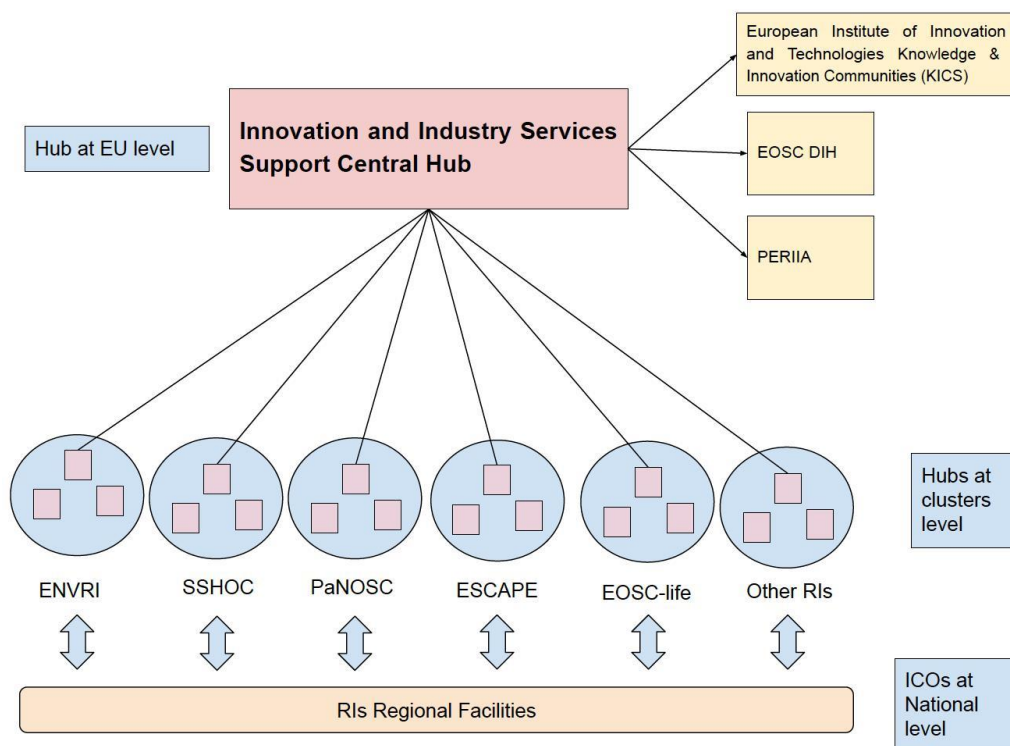 European Institute of Innovation
and Technologies Knowledge &
Innovation Communities (KICS)
Hub at EU level
Innovation and Industry Services
Support Central Hub
EOSC DIH
PERIIA
Hubs at
clusters
level
ENVRI
SSHOC
PaNOSC
ESCAPE
EOSC-life
Other RIs
ICOs at
National
level
RIs Regional Facilities